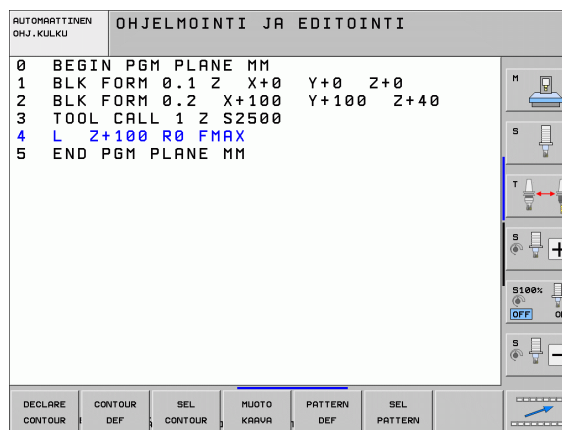 AUTOMAATTINEN
OHJ.KULKU
OHJELMOINTI JA EDITOINTI
0 BEGIN PGM PLANE MM
1 BLK FORM 0.1 Z X+0 Y+0 Z+0
2 BLK FORM 0.2 X+100 Y+100 Z+40
3 TOOL CALL 1 Z S2500
4 L Z+100 R0 FMAX
5 END PGM PLANE MM
M
S
T
S
+
S100%
OFF
S
-
DECLARE CONTOUR
CONTOUR DEF
SEL CONTOUR
MUOTO KAAVA
PATTERN DEF
SEL PATTERN